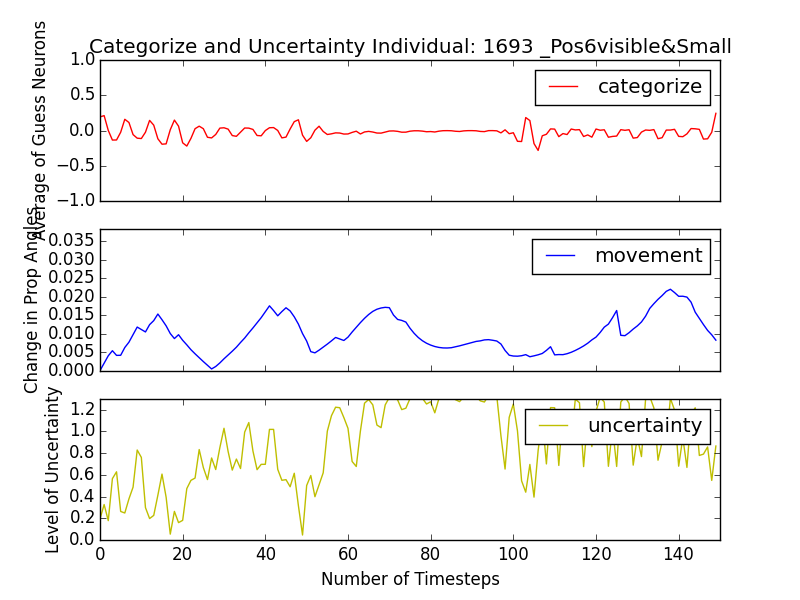 Categorize and Uncertainty Individual: 1693 _Pos6visible&Small
Average of Guess Neurons
1.0
0.5
0.0
−0.5
−1.0
categorize
Change in Prop Angles
0.035
0.030
0.025
0.020
0.015
0.010
0.005
0.000
movement
Level of Uncertainty
1.2
1.0
0.8
0.6
0.4
0.2
0.0
uncertainty
0 20 40 60 80 100 120 140
Number of Timesteps